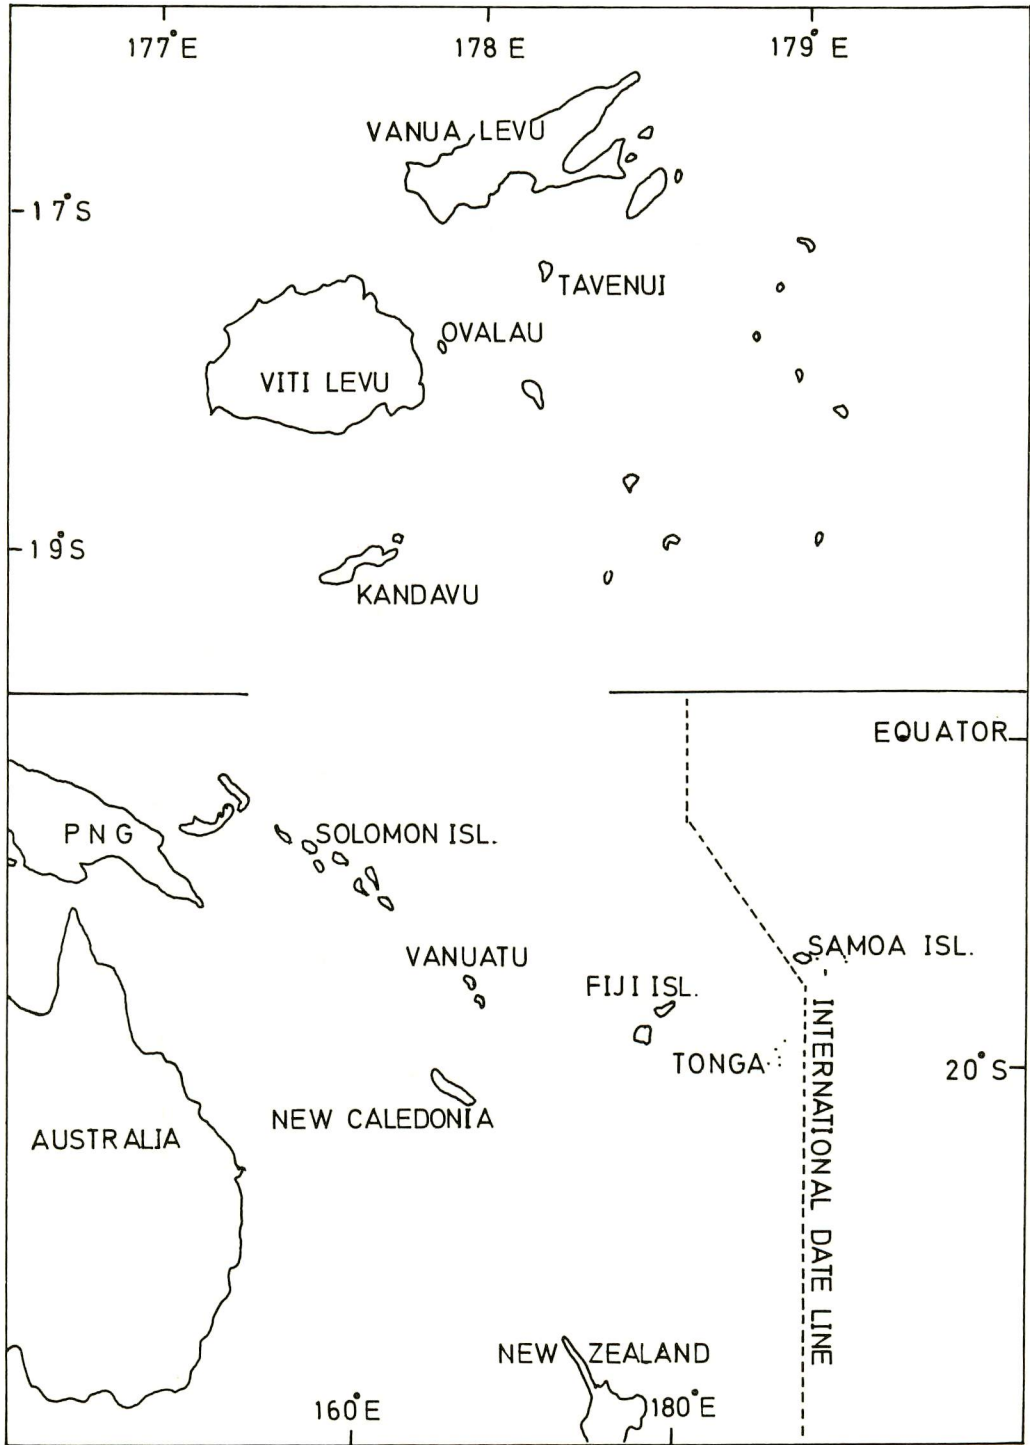 177°E 178 E 179°E
VANUA LEVU
-17°S
TAVENUI
OVALAU
VITI LEVU
-19°S
KANDAVU
EQUATOR
PNG
SOLOMON ISL.
SAMOA ISL.
VANUATU
FIJI ISL.
INTERNATIONAL DATE LINE
TONGA
20°S
NEW CALEDONIA
AUSTRALIA
NEW ZEALAND
160°E 180°E